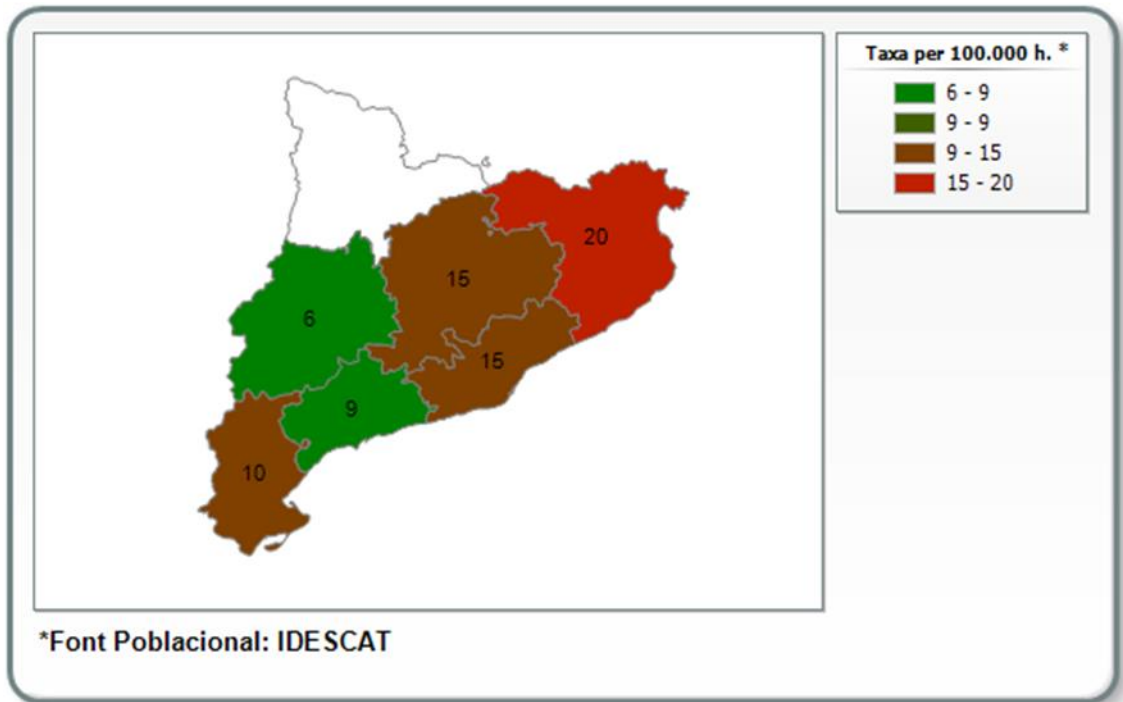 Taxa per 100.000 h. *
6 - 9
9 - 9
9 - 15
15 - 20
20
15
6
15
9
10
*Font Poblacional: IDESCAT